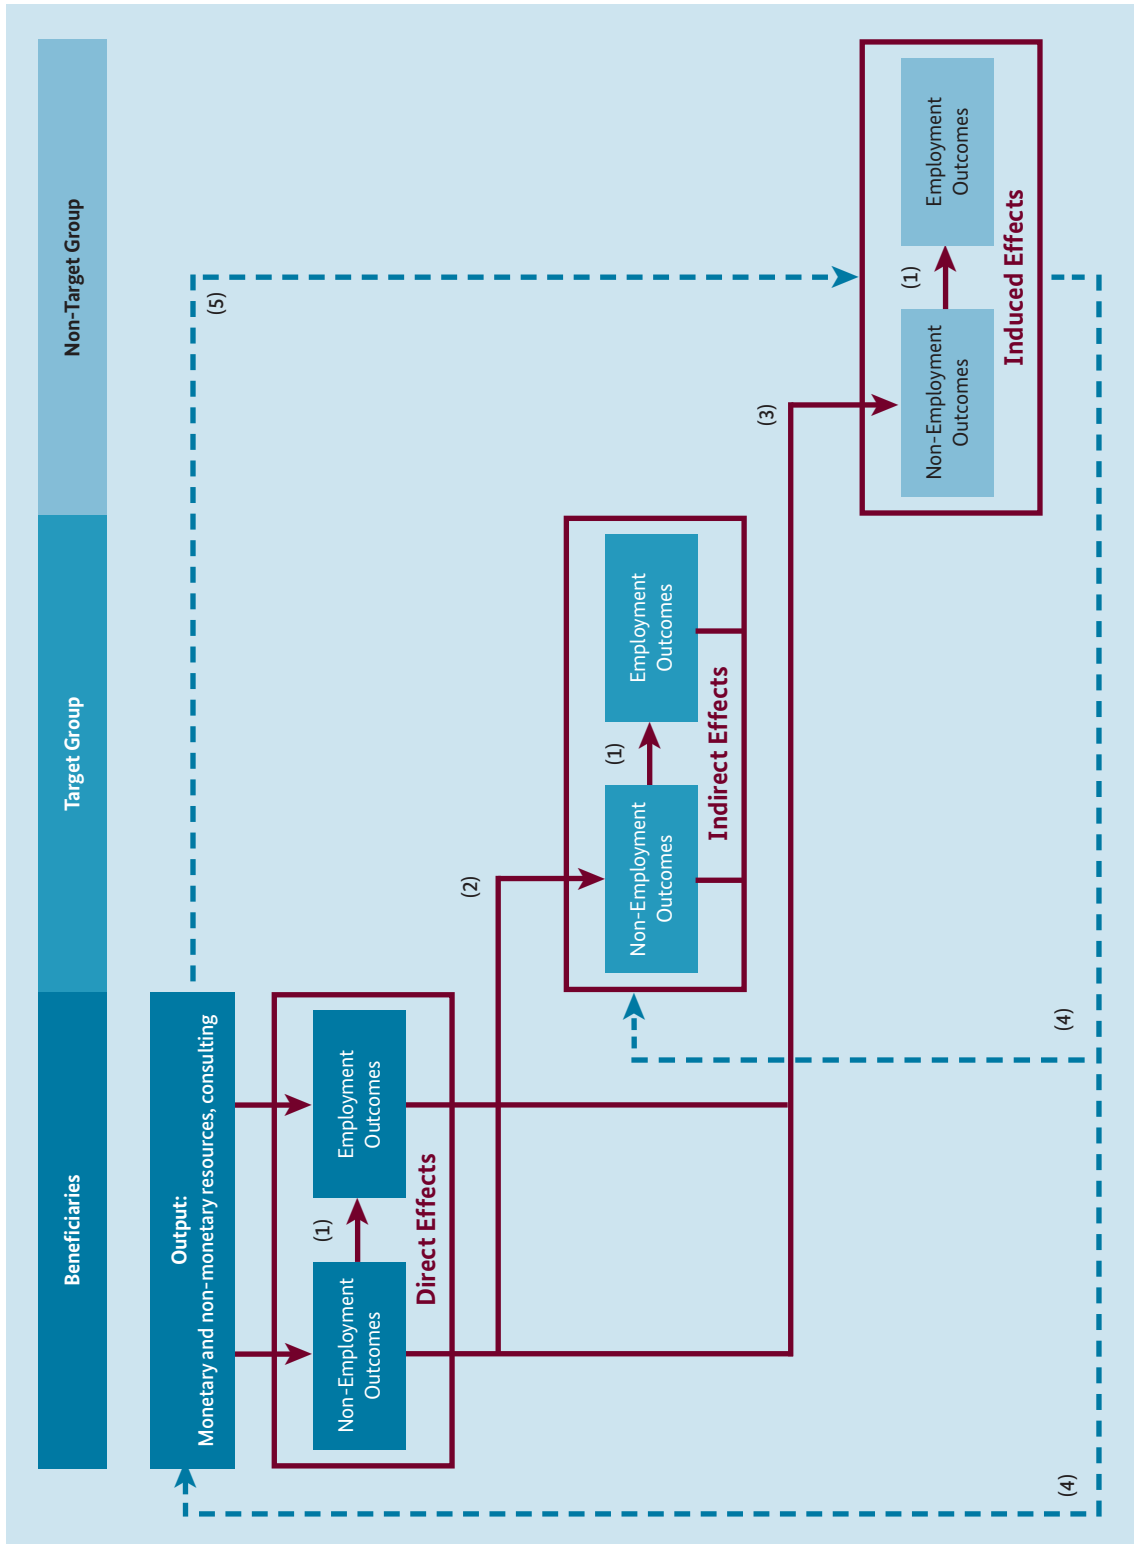 Beneficiaries
Target Group
Non-Target Group
Output:
Monetary and non-monetary resources, consulting
(5)
Non-Employment
Outcomes
(1)
Employment
Outcomes
Direct Effects
(2)
Non-Employment
Outcomes
(1)
Employment
Outcomes
Indirect Effects
(3)
Non-Employment
Outcomes
(1)
Employment
Outcomes
Induced Effects
(4)
(4)